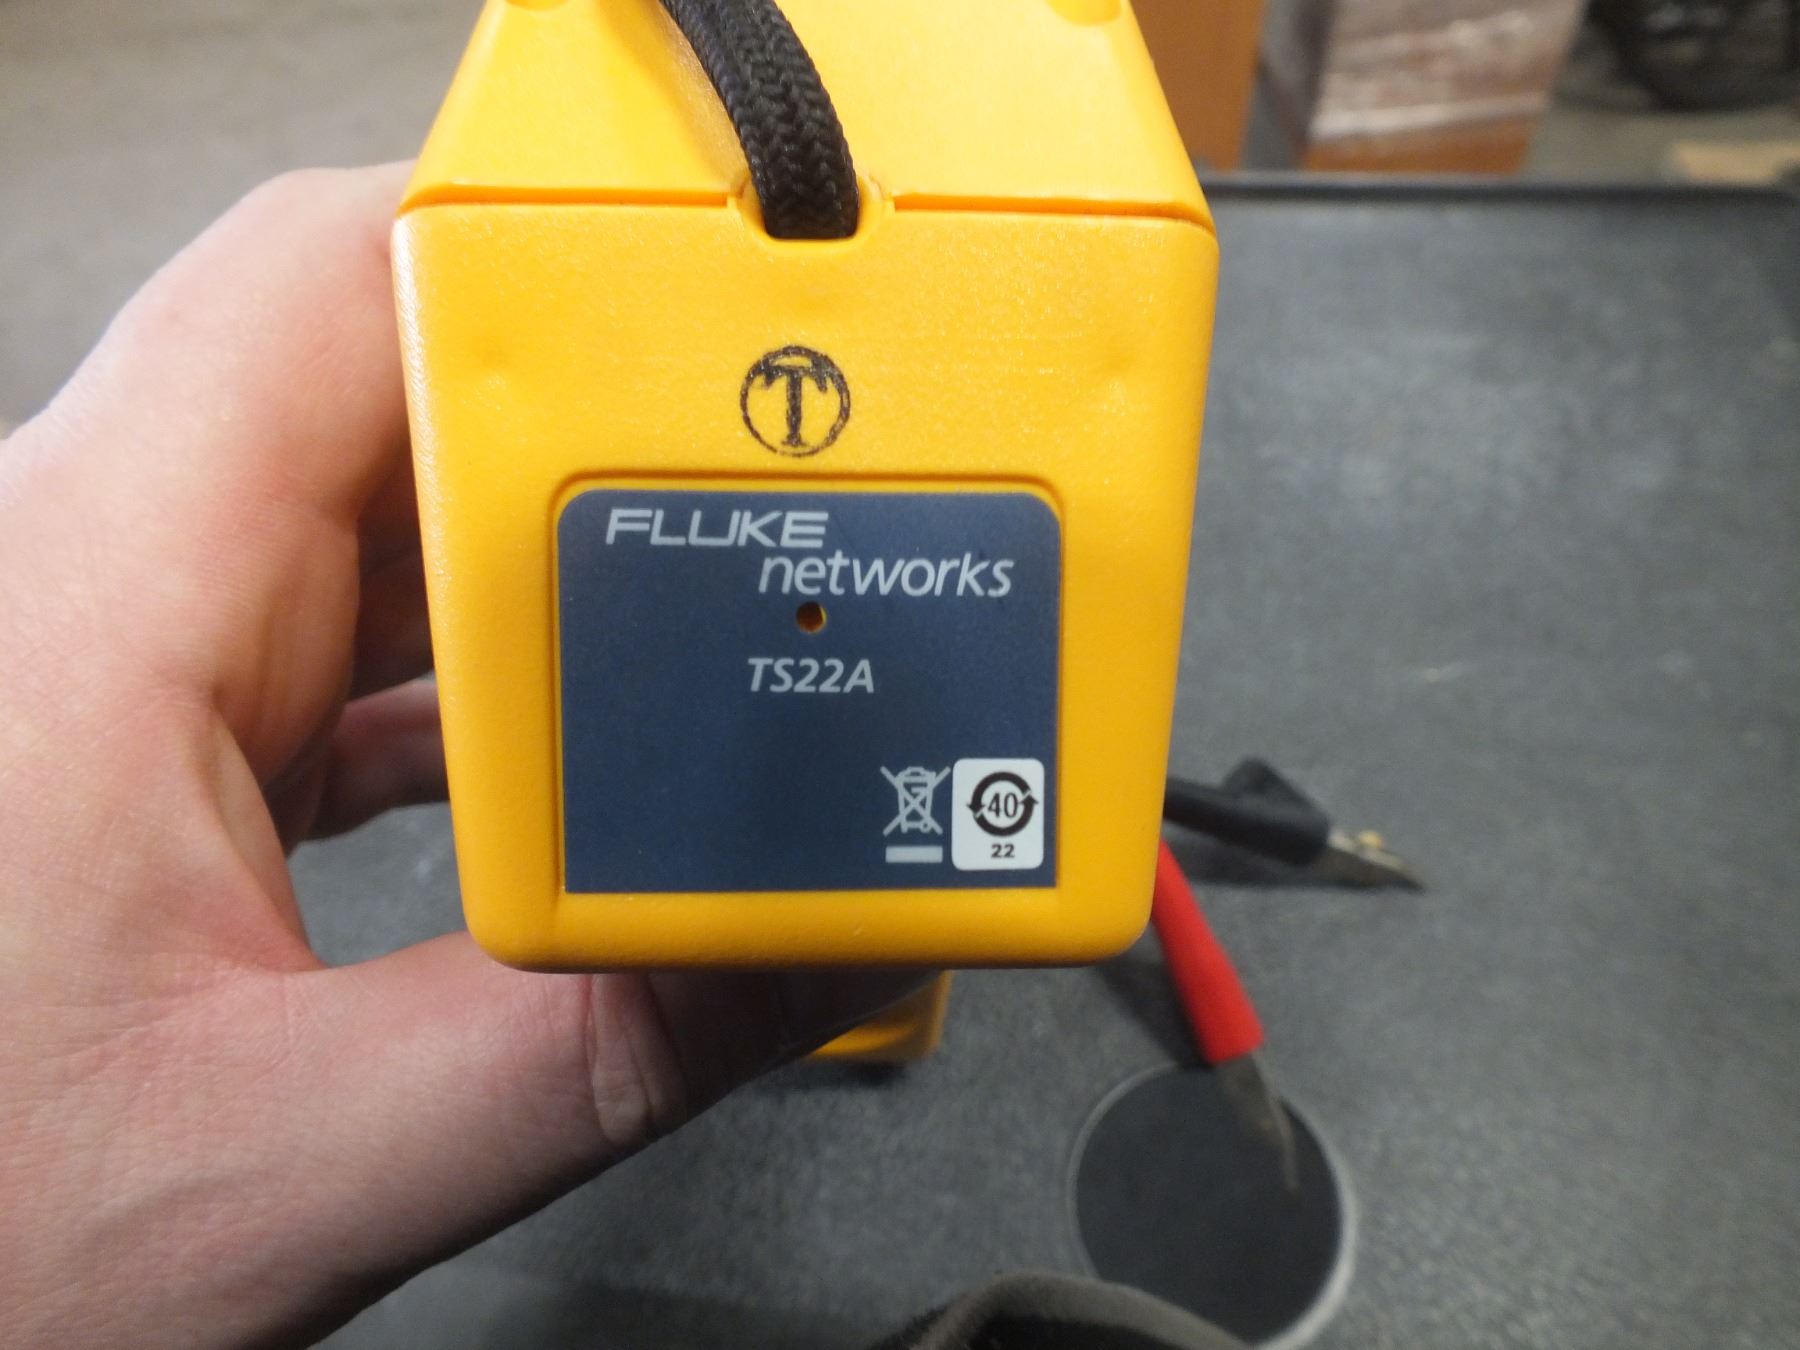 T
FLUKE
networks
TS22A
40
22